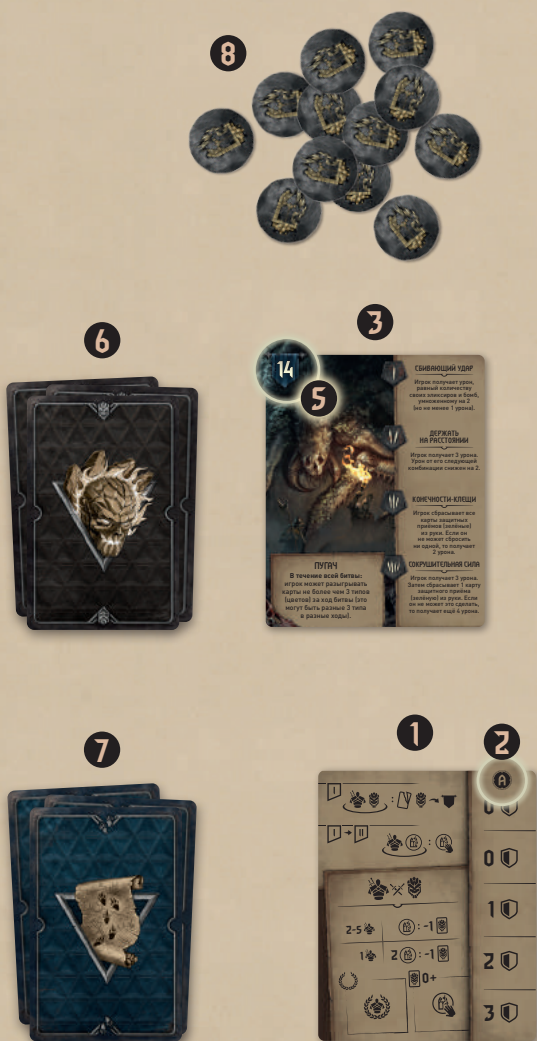 8
6
3
14
5
СБИВАЮЩИЙ УДАР
Игрок получает урон,
равный количеству
своих эликсиров и бомб,
умноженному на 2
(но не менее 1 урона).
ДЕРЖАТЬ
НА РАССТОЯНИИ
Игрок получает 3 урона.
Урон от его следующей
комбинации снижен на 2.
КОНЕЧНОСТИ-КЛЕЩИ
Игрок сбрасывает все
карты защитных
приёмов (зелёные)
из руки. Если он
не может сбросить
ни одной, то получает
2 урона.
СОКРУШИТЕЛЬНАЯ СИЛА
Игрок получает 3 урона.
Затем сбрасывает 1 карту
защитного приёма
(зелёную) из руки. Если
он не может это сделать,
то получает ещё 4 урона.
ПУГАЧ
В течение всей битвы:
игрок может разыгрывать
карты не более чем 3 типов
(цветов) за ход битвы (это
могут быть разные 3 типа
в разные ходы).
7
1
2
A
I :
I II :
2-5 : -1
1 2 : -1
0+
0
0
1
2
3